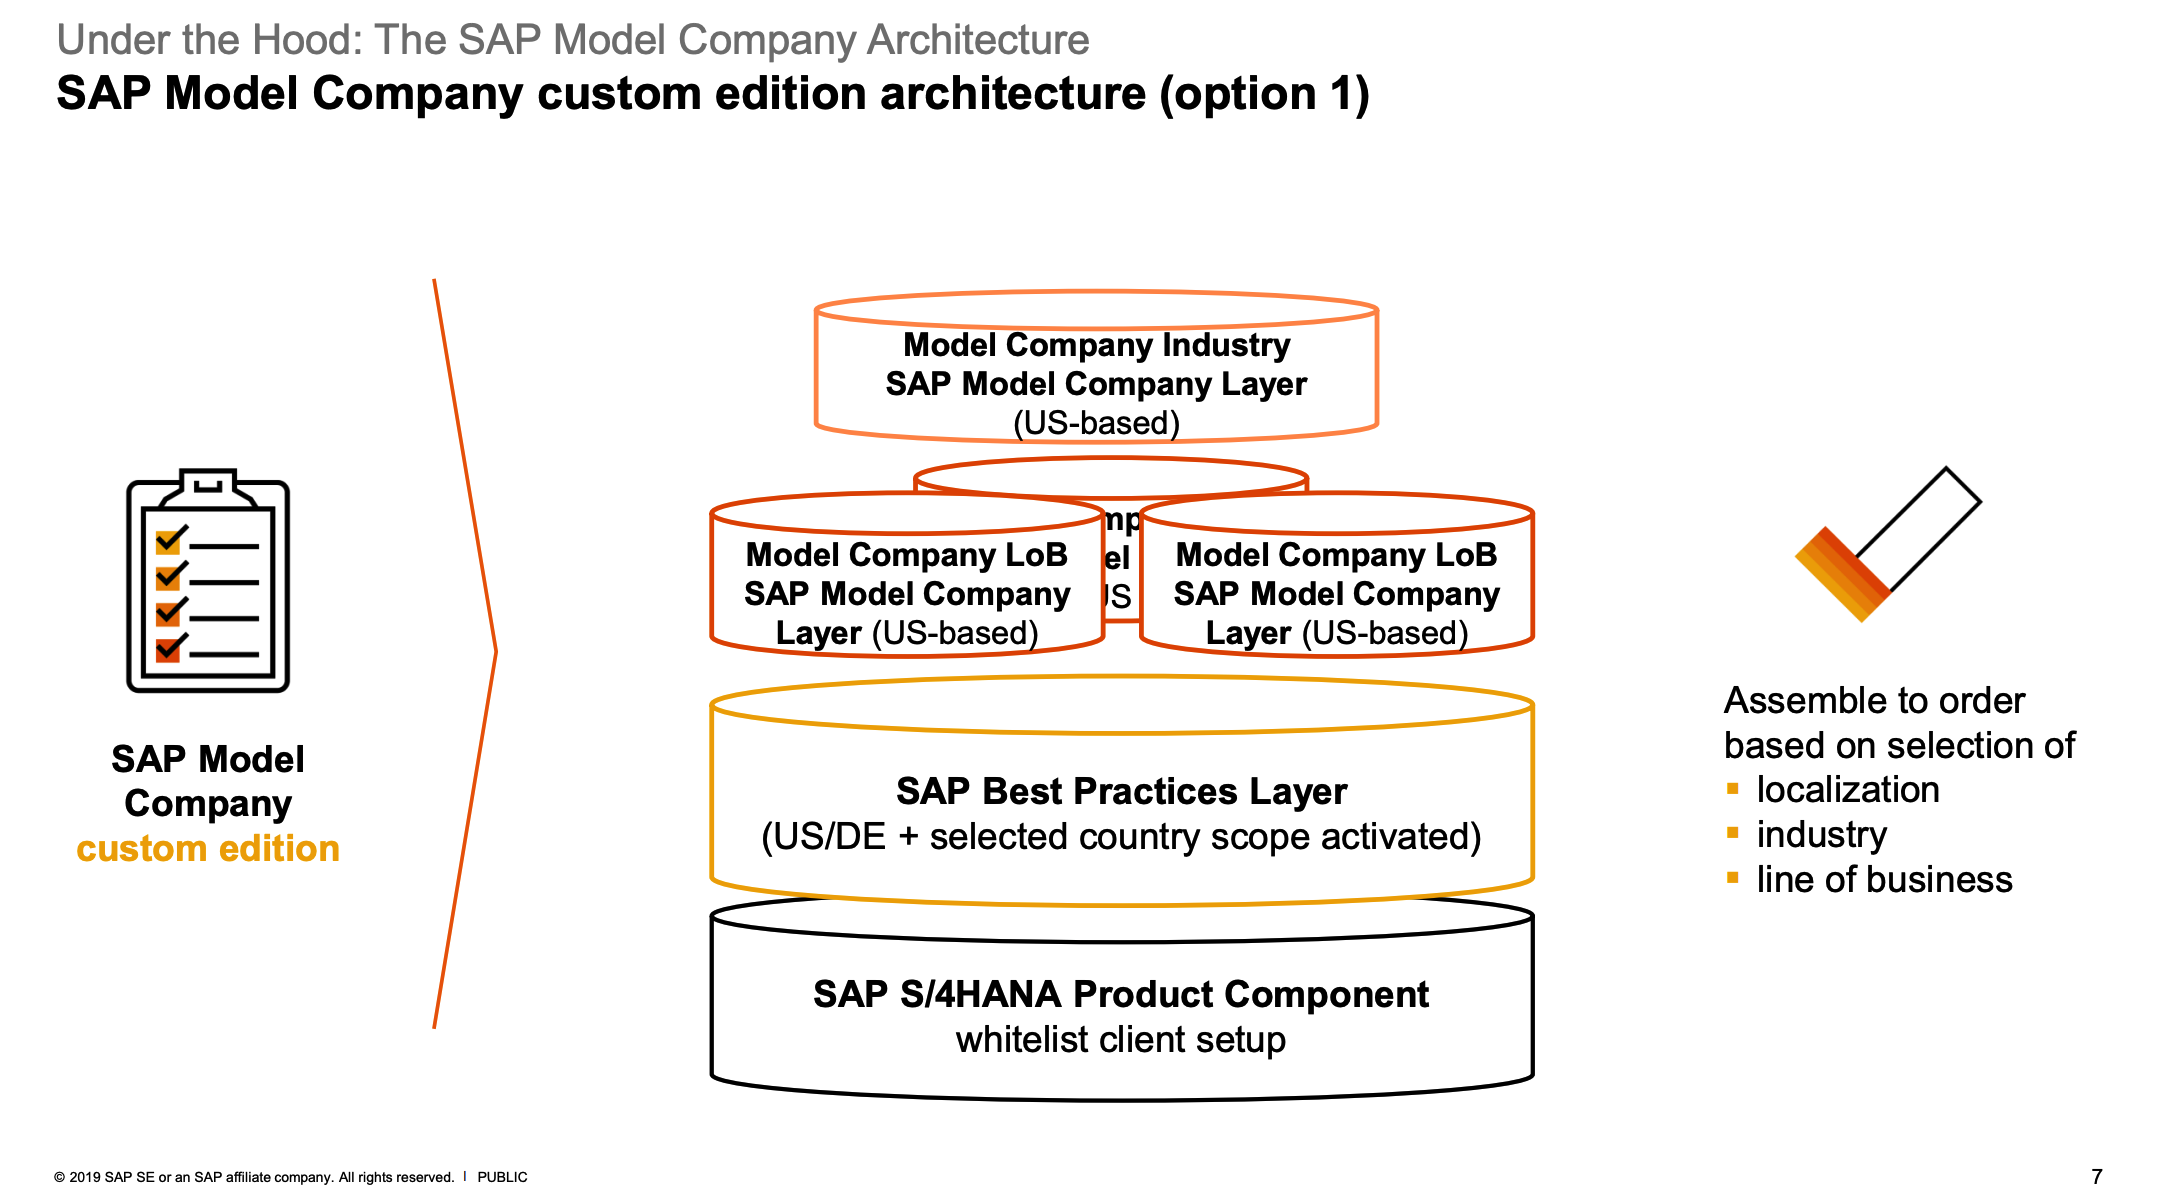 Under the Hood: The SAP Model Company Architecture
SAP Model Company custom edition architecture (option 1)
SAP Model
Company
custom edition
Model Company Industry
SAP Model Company Layer
(US-based)
Model Company LoB
SAP Model Company
Layer (US-based)
Model Company LoB
SAP Model Company
Layer (US-based)
SAP Best Practices Layer
(US/DE + selected country scope activated)
SAP S/4HANA Product Component
whitelist client setup
Assemble to order
based on selection of
▪ localization
▪ industry
▪ line of business
© 2019 SAP SE or an SAP affiliate company. All rights reserved. | PUBLIC
7